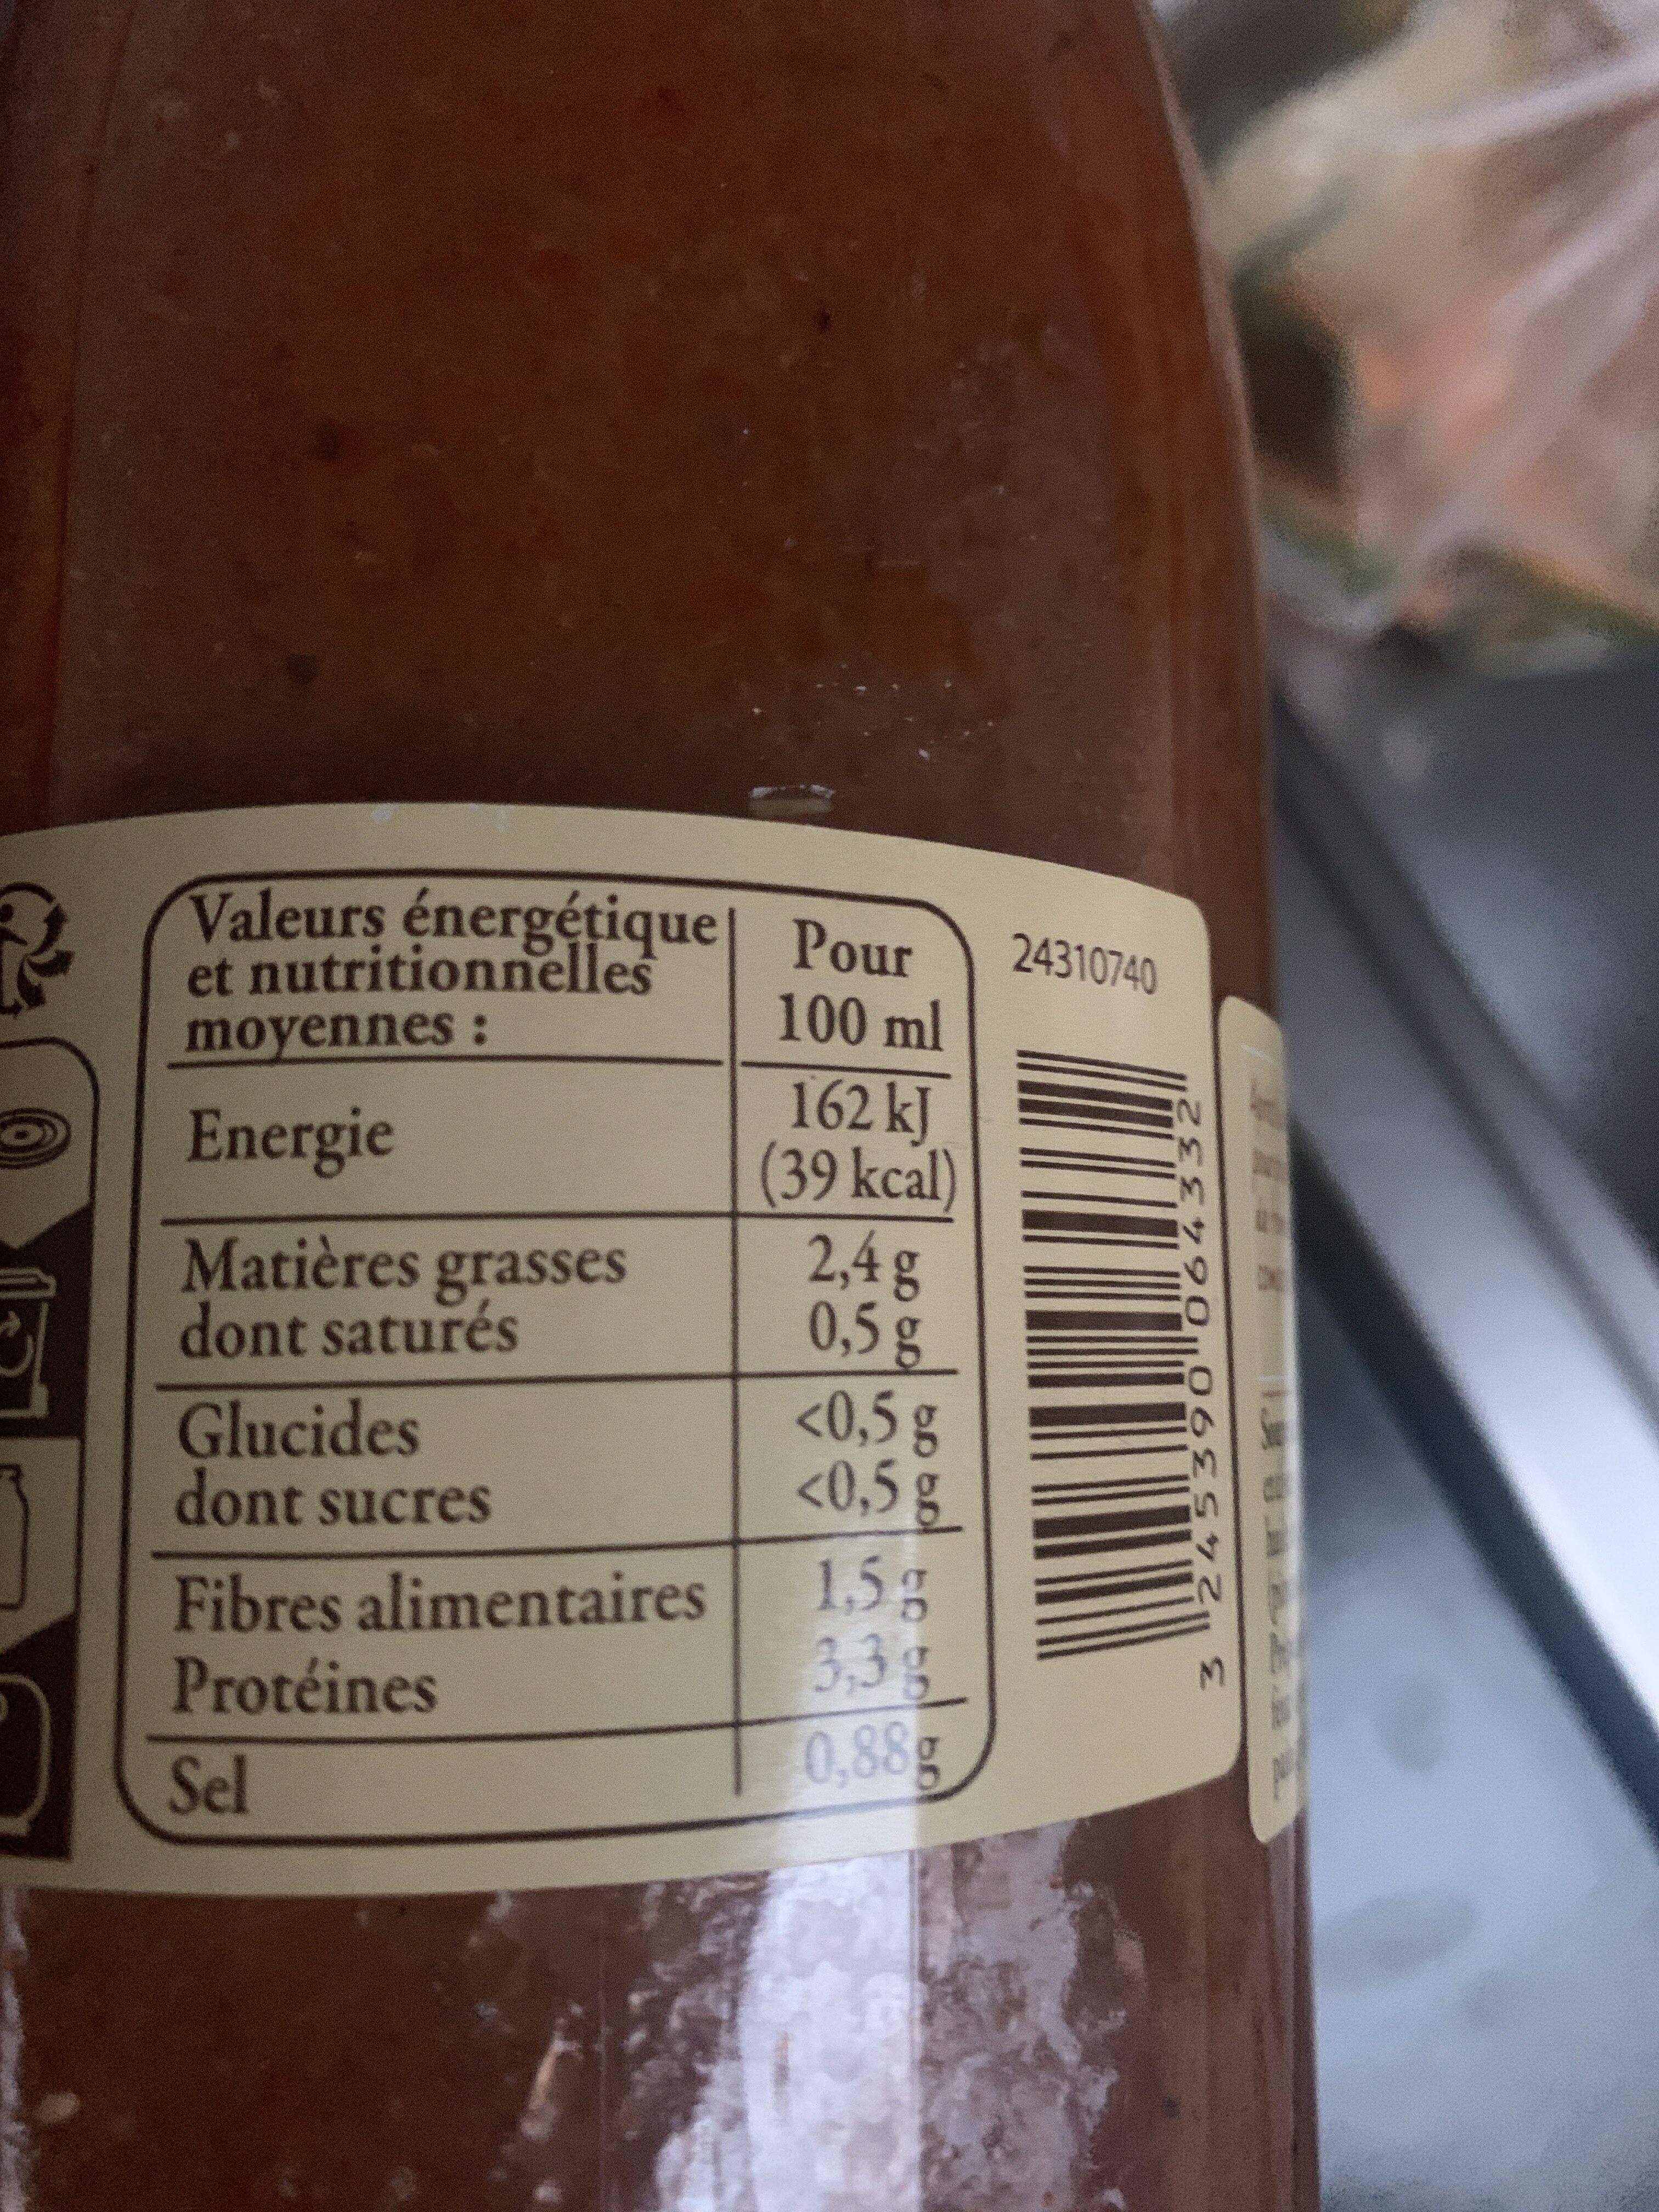 Valeurs énergétique
et nutritionnelles
moyennes :
Pour
100 ml
Energie
162 kJ
(39 kcal)
Matières grasses
2,4 g
dont saturés
0,5 g
Glucides
<0,5 g
dont sucres
<0,5 g
Fibres alimentaires
1,5 g
Protéines
3,3 g
Sel
0,88g
24310740
3 245390 064332